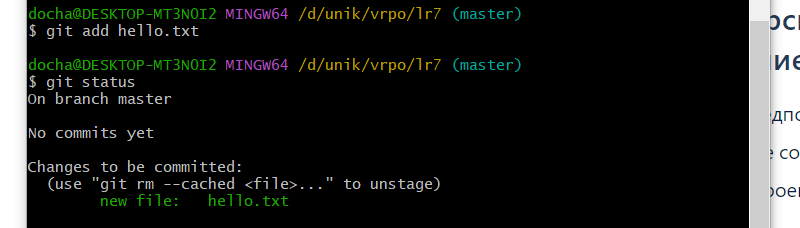 docha@DESKTOP-MT3N0I2 MINGW64 /d/unik/vrpo/lr7 (master)
$ git add hello.txt
docha@DESKTOP-MT3N0I2 MINGW64 /d/unik/vrpo/lr7 (master)
$ git status
On branch master
No commits yet
Changes to be committed:
(use "git rm --cached <file>..." to unstage)
new file: hello.txt